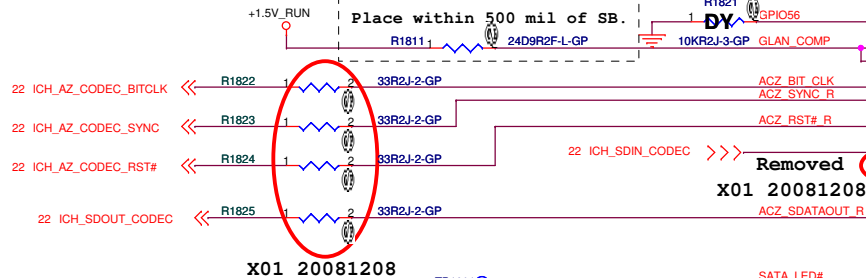 R1821
+1.5V_RUN
Place within 500 mil of SB.
1 DY GPIO56
R1811 1 24D9R2F-L-GP 10KR2J-3-GP GLAN_COMP
22 ICH_AZ_CODEC_BITCLK R1822 1 2 33R2J-2-GP ACZ_BIT_CLK
ACZ_SYNC_R
22 ICH_AZ_CODEC_SYNC R1823 1 2 33R2J-2-GP
ACZ_RST#_R
22 ICH_AZ_CODEC_RST# R1824 1 2 33R2J-2-GP
22 ICH_SDIN_CODEC
Removed
X01 20081208
22 ICH_SDOUT_CODEC R1825 1 2 33R2J-2-GP ACZ_SDATAOUT_R
X01 20081208
SATA_LED#